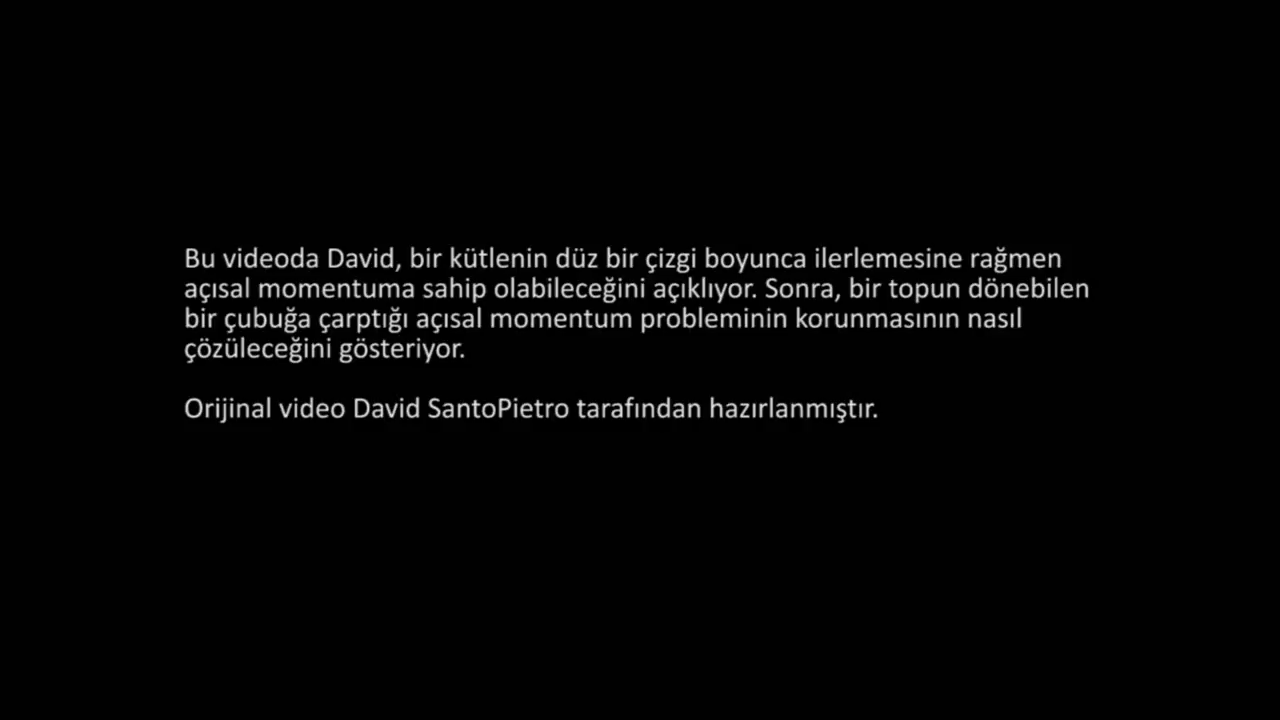 Bu videoda David, bir kütlenin düz bir çizgi boyunca ilerlemesine rağmen
açısal momentuma sahip olabileceğini açıklıyor. Sonra, bir topun dönebilen
bir çubuğa çarptığı açısal momentum probleminin korunmasının nasıl
çözüleceğini gösteriyor.
Orijinal video David SantoPietro tarafından hazırlanmıştır.